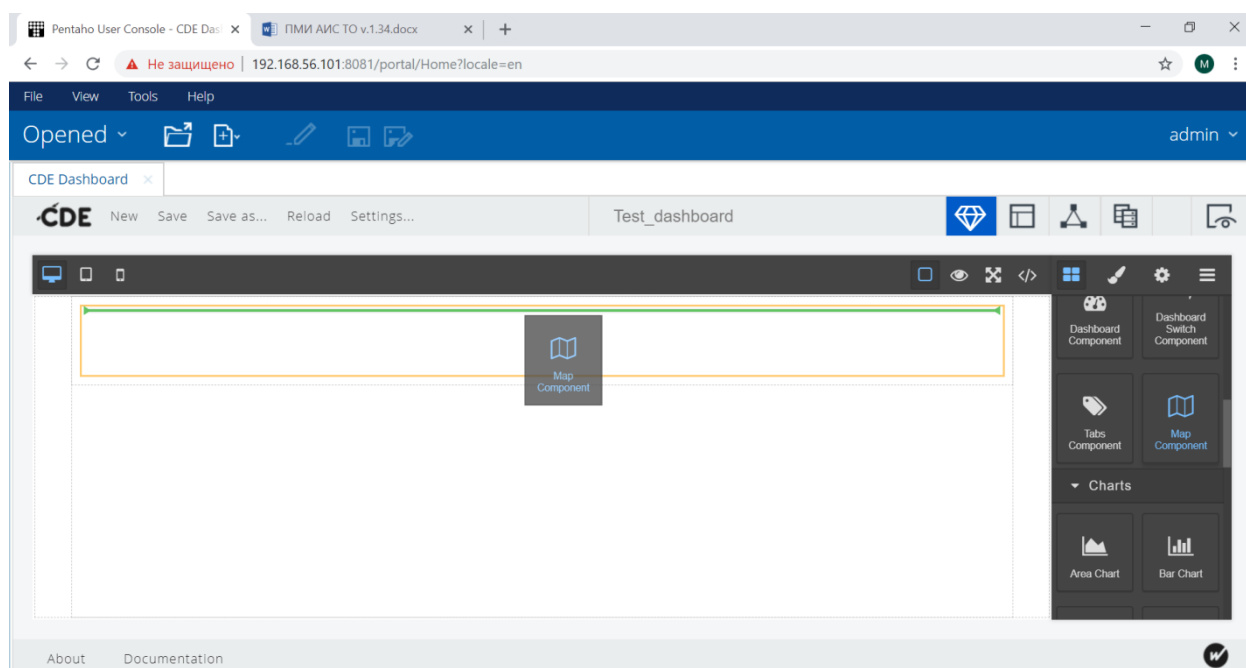 Pentaho User Console - CDE Das
ПМИ АИС ТО v.1.34.docx
Не защищено | 192.168.56.101:8081/portal/Home?locale=en
M
File View Tools Help
Opened
admin
CDE Dashboard
CDE New Save Save as... Reload Settings...
Test_dashboard
Dashboard
Component
Dashboard
Switch
Component
Map
Component
Tabs
Component
Map
Component
Charts
Area Chart
Bar Chart
About Documentation